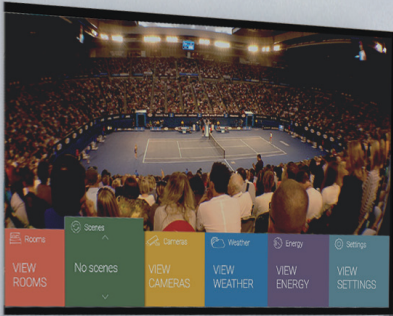 Rooms
VIEW
ROOMS
Scenes
No scenes
Cameras
VIEW
CAMERAS
Weather
VIEW
WEATHER
Energy
VIEW
ENERGY
Settings
VIEW
SETTINGS